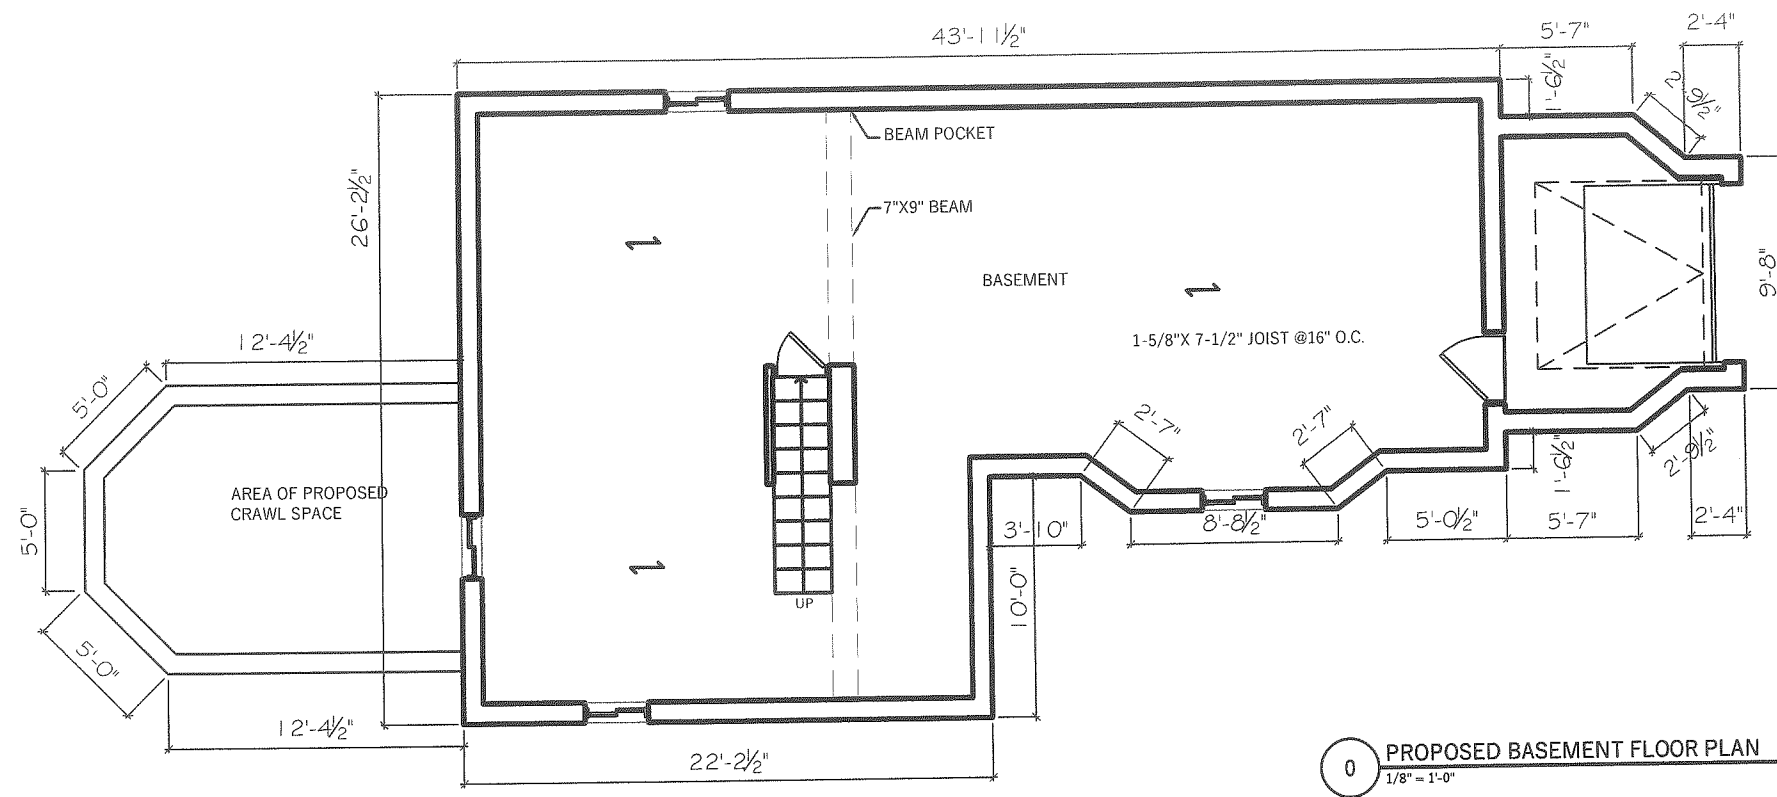 43'-11½"
5'-7"
2'-4"
1'-6½"
2'-9½"
BEAM POCKET
26'-2½"
7"X9" BEAM
BASEMENT
9'-8"
1-5/8"X 7-1/2" JOIST @16" O.C.
12'-4½"
5'-0"
2'-7"
2'-7"
AREA OF PROPOSED
CRAWL SPACE
5'-0"
2'-9½"
1'-6½"
3'-10"
8'-8½"
5'-0½"
5'-7"
2'-4"
10'-0"
UP
5'-0"
12'-4½"
22'-2½"
0
PROPOSED BASEMENT FLOOR PLAN
1/8" = 1'-0"